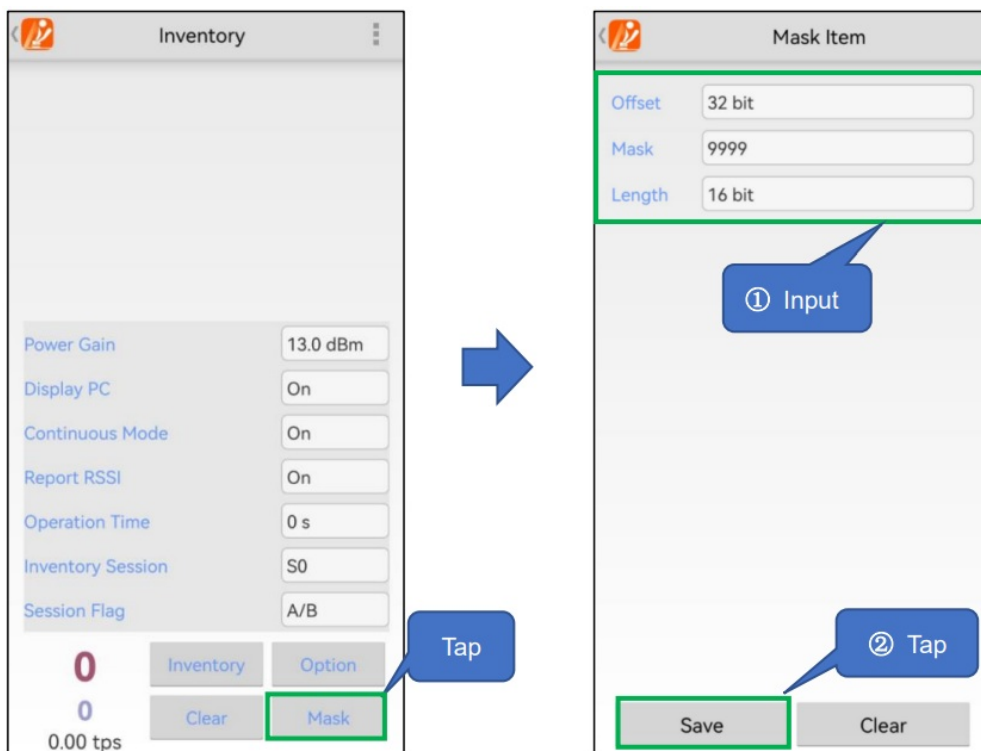 Inventory
Power Gain 13.0 dBm
Display PC On
Continuous Mode On
Report RSSI On
Operation Time 0 s
Inventory Session S0
Session Flag A/B
0 Inventory Option
0 Clear Mask
0.00 tps
Tap
Mask Item
Offset 32 bit
Mask 9999
Length 16 bit
① Input
② Tap
Save Clear